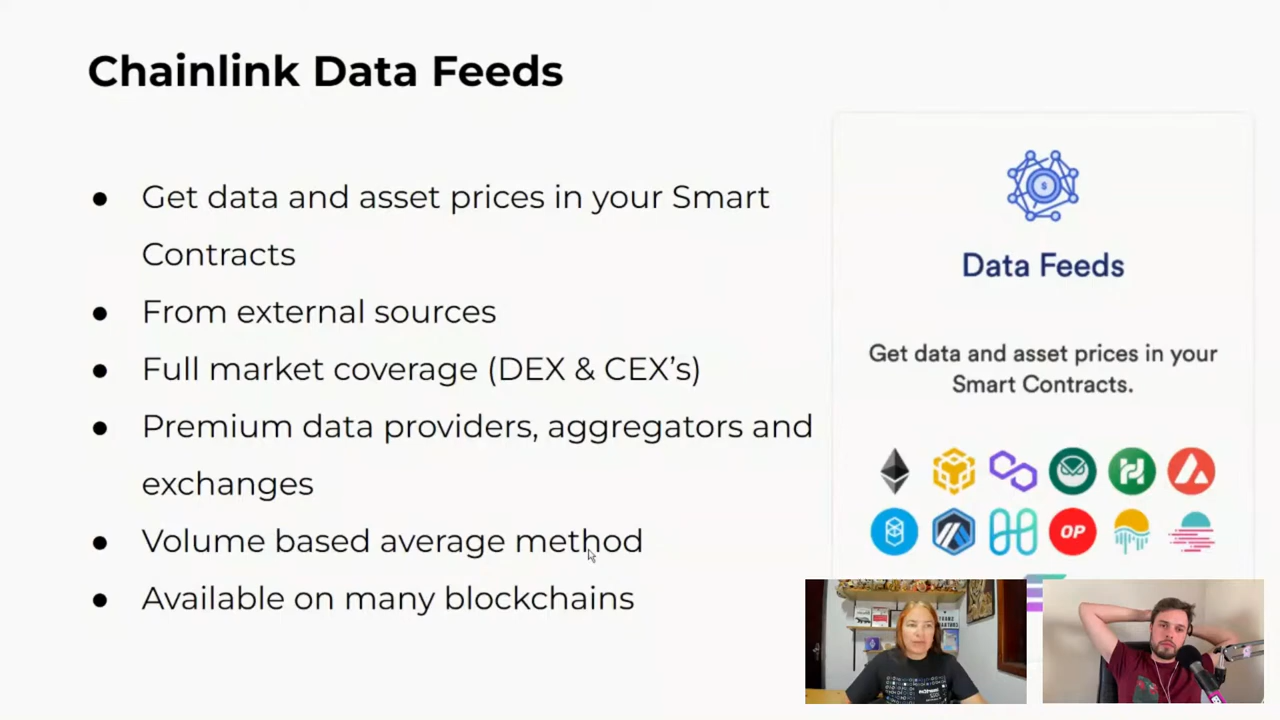 Chainlink Data Feeds
● Get data and asset prices in your Smart
Contracts
● From external sources
● Full market coverage (DEX & CEX’s)
● Premium data providers, aggregators and
exchanges
● Volume based average method
● Available on many blockchains
$
Data Feeds
Get data and asset prices in your
Smart Contracts.
OP